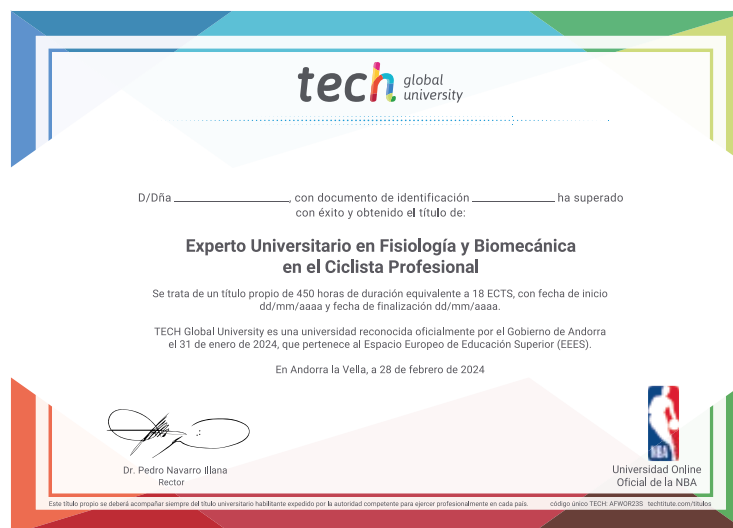 tech global
university
D/Dña ____________________, con documento de identificación ______________ ha superado
con éxito y obtenido el título de:
Experto Universitario en Fisiología y Biomecánica
en el Ciclista Profesional
Se trata de un título propio de 450 horas de duración equivalente a 18 ECTS, con fecha de inicio
dd/mm/aaaa y fecha de finalización dd/mm/aaaa.
TECH Global University es una universidad reconocida oficialmente por el Gobierno de Andorra
el 31 de enero de 2024, que pertenece al Espacio Europeo de Educación Superior (EEES).
En Andorra la Vella, a 28 de febrero de 2024
Dr. Pedro Navarro Illana
Rector
NBA
Universidad Online
Oficial de la NBA
Este título propio se deberá acompañar siempre del título universitario habilitante expedido por la autoridad competente para ejercer profesionalmente en cada país. código único TECH: AFWOR23S techtitute.com/titulos